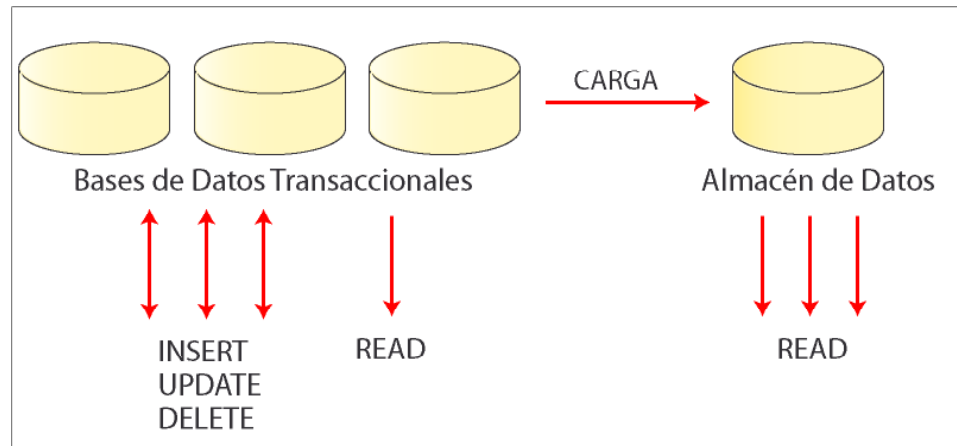 CARGA
Bases de Datos Transaccionales
Almacén de Datos
INSERT
UPDATE
DELETE
READ
READ